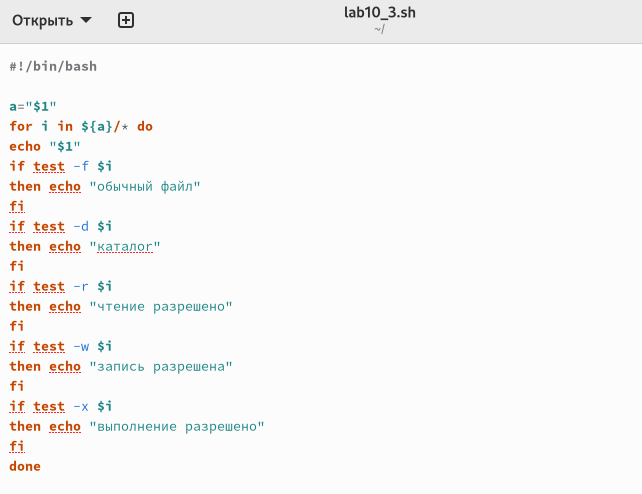 Открыть
lab10_3.sh
~/
#!/bin/bash
a="$1"
for i in ${a}/* do
echo "$1"
if test -f $i
then echo "обычный файл"
fi
if test -d $i
then echo "каталог"
fi
if test -r $i
then echo "чтение разрешено"
fi
if test -w $i
then echo "запись разрешена"
fi
if test -x $i
then echo "выполнение разрешено"
fi
done